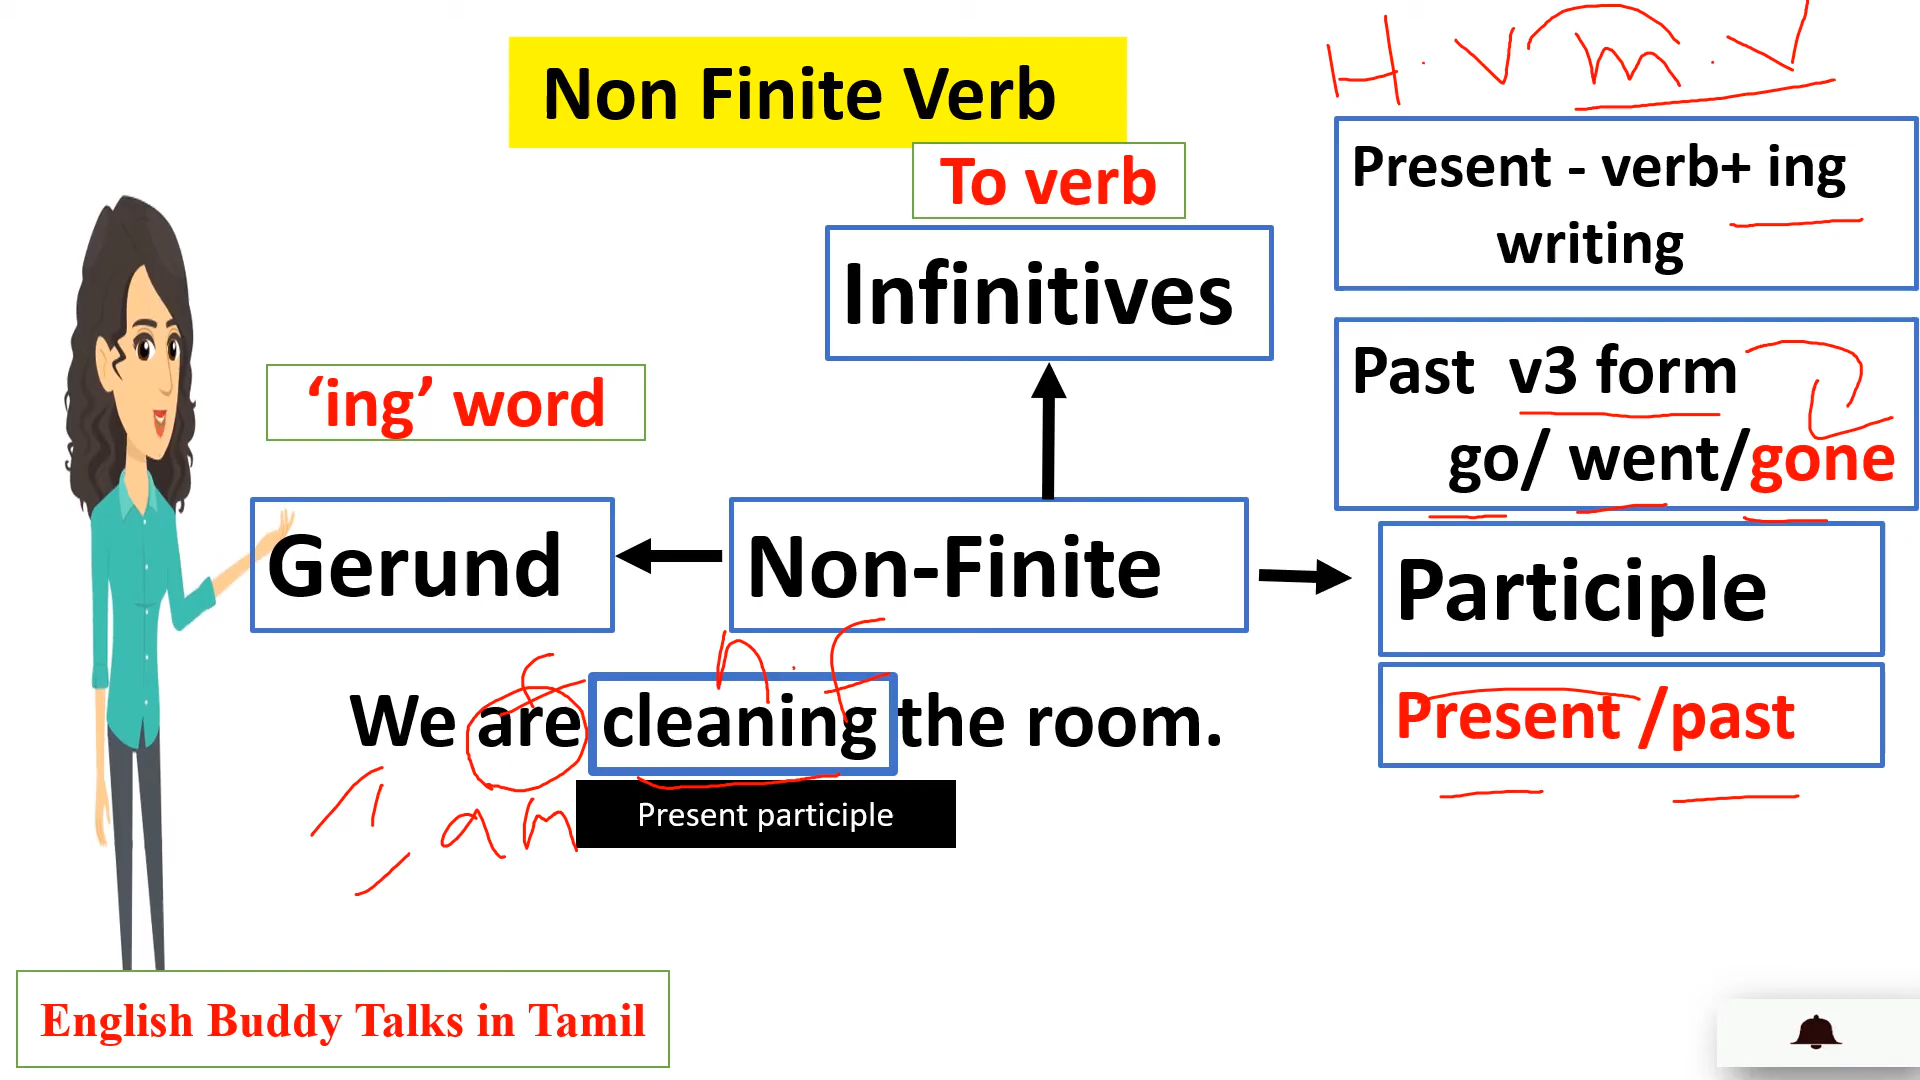 H. V m. V
Non Finite Verb
To verb
Present - verb+ ing
writing
Infinitives
Past v3 form
go/ went/gone
'ing' word
Gerund
Non-Finite
Participle
f n.f
We are cleaning the room.
Present /past
I am
Present participle
English Buddy Talks in Tamil